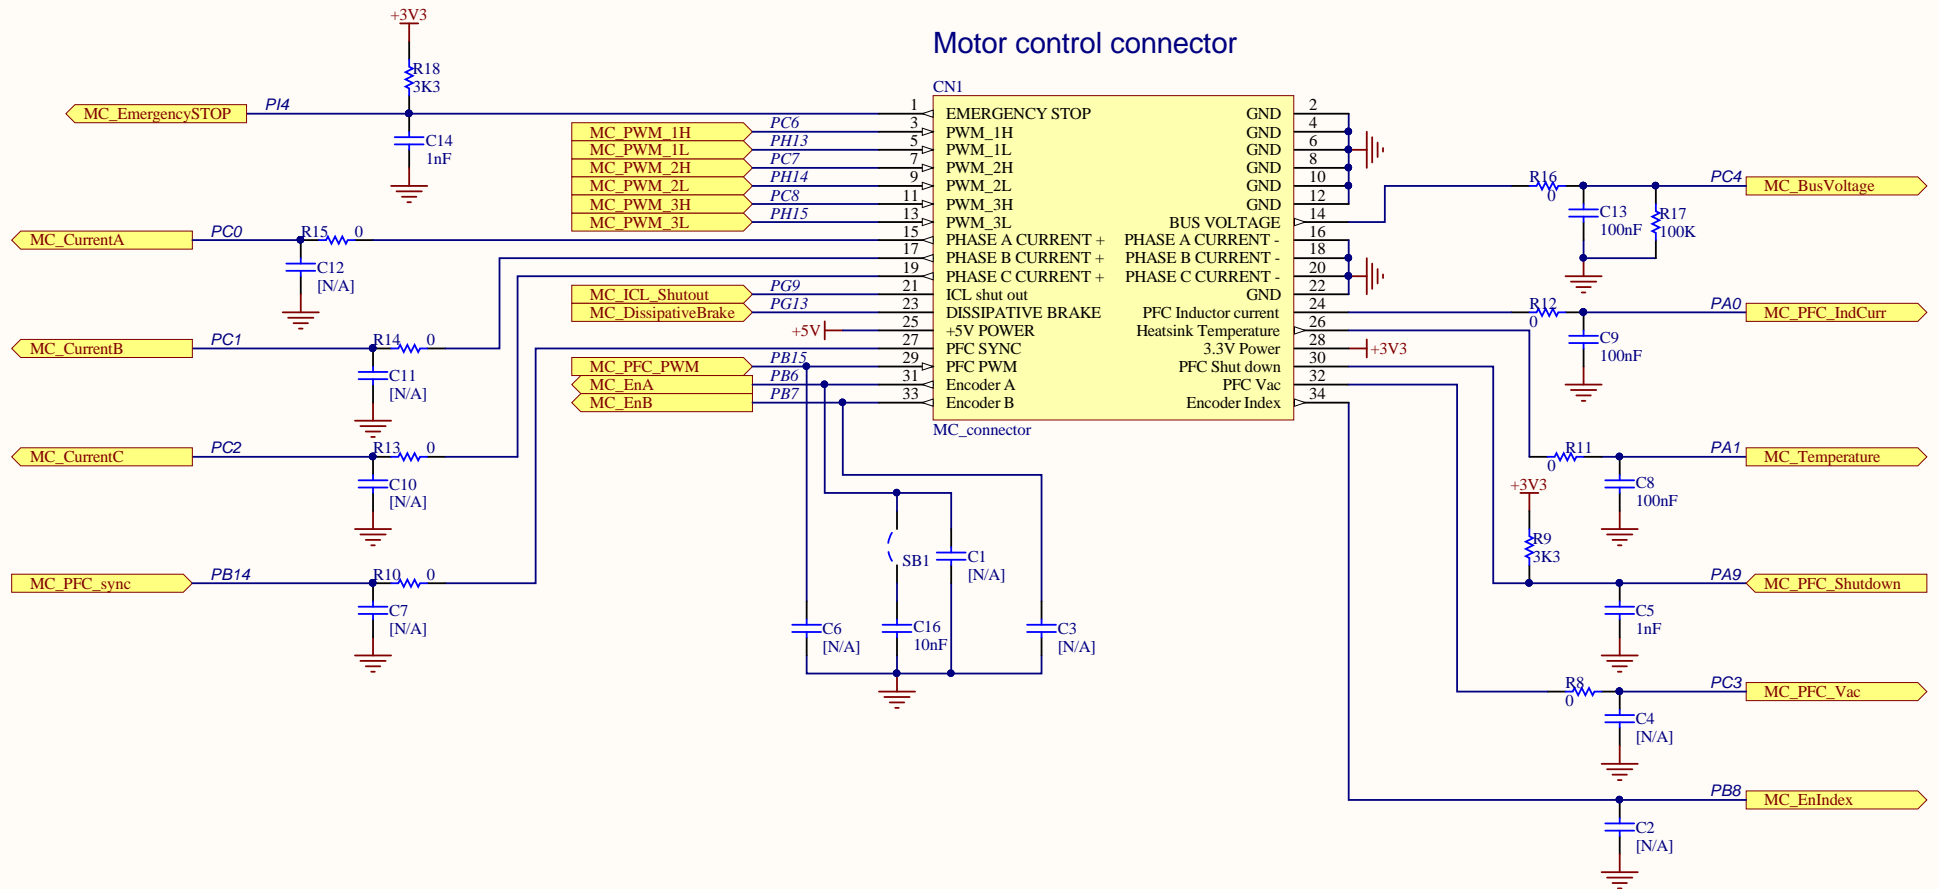 Motor control connector
+3V3
R18
3K3
MC_EmergencySTOP
PI4
C14
1nF
CN1
1 EMERGENCY STOP GND 2
MC_PWM_1H PC6 3 PWM_1H GND 4
MC_PWM_1L PH13 5 PWM_1L GND 6
MC_PWM_2H PC7 7 PWM_2H GND 8
MC_PWM_2L PH14 9 PWM_2L GND 10
MC_PWM_3H PC8 11 PWM_3H GND 12
MC_PWM_3L PH15 13 PWM_3L BUS VOLTAGE 14
15 PHASE A CURRENT + PHASE A CURRENT - 16
17 PHASE B CURRENT + PHASE B CURRENT - 18
19 PHASE C CURRENT + PHASE C CURRENT - 20
MC_ICL_Shutout PG9 21 ICL shut out GND 22
MC_DissipativeBrake PG13 23 DISSIPATIVE BRAKE PFC Inductor current 24
+5V 25 +5V POWER Heatsink Temperature 26
27 PFC SYNC 3.3V Power 28 +3V3
MC_PFC_PWM PB15 29 PFC PWM PFC Shut down 30
MC_EnA PB6 31 Encoder A PFC Vac 32
MC_EnB PB7 33 Encoder B Encoder Index 34
MC_connector
MC_CurrentA PC0 R15 0
C12
[N/A]
MC_CurrentB PC1 R14 0
C11
[N/A]
MC_CurrentC PC2 R13 0
C10
[N/A]
MC_PFC_sync PB14 R10 0
C7
[N/A]
C6
[N/A]
SB1
C16
10nF
C1
[N/A]
C3
[N/A]
R16
0
PC4 MC_BusVoltage
C13
100nF
R17
100K
R12
0
PA0 MC_PFC_IndCurr
C9
100nF
R11
0
PA1 MC_Temperature
C8
100nF
+3V3
R9
3K3
PA9 MC_PFC_Shutdown
C5
1nF
R8
0
PC3 MC_PFC_Vac
C4
[N/A]
PB8 MC_EnIndex
C2
[N/A]